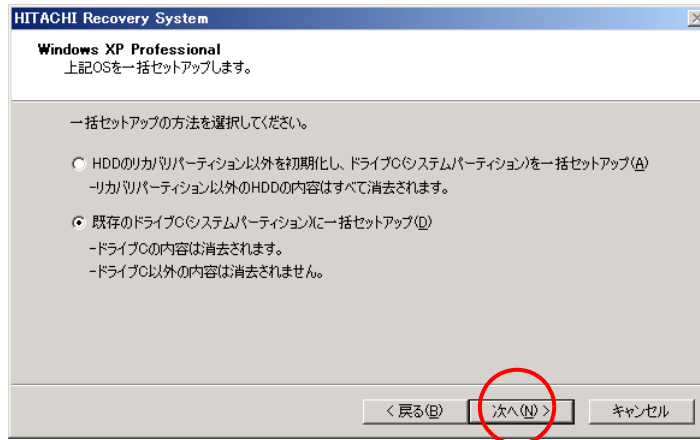 HITACHI Recovery System
Windows XP Professional
上記OSを一括セットアップします。
一括セットアップの方法を選択してください。
HDDのリカバリパーティション以外を初期化し、ドライブC(システムパーティション)を一括セットアップ(A)
-リカバリパーティション以外のHDDの内容はすべて消去されます。
既存のドライブC(システムパーティション)に一括セットアップ(D)
-ドライブCの内容は消去されます。
-ドライブC以外の内容は消去されません。
< 戻る(B) 次へ(N) > キャンセル